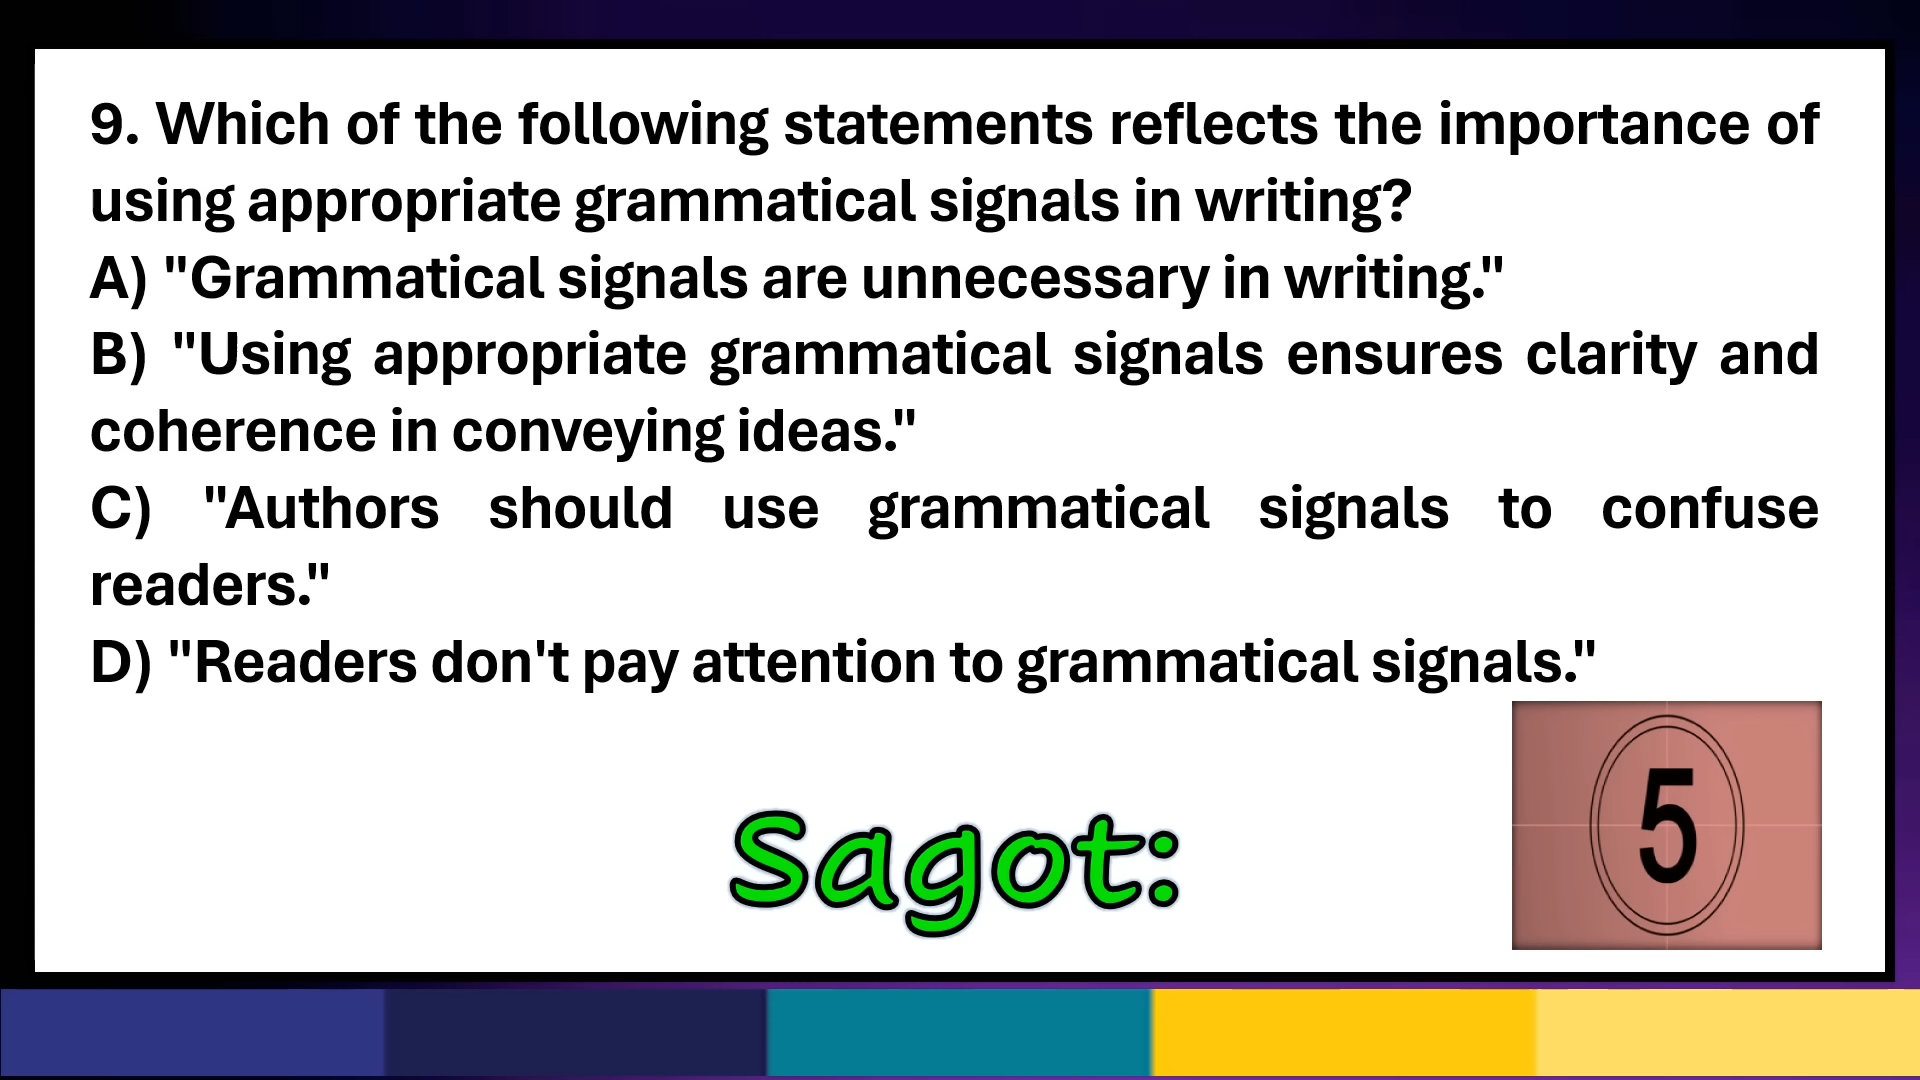 9. Which of the following statements reflects the importance of
using appropriate grammatical signals in writing?
A) "Grammatical signals are unnecessary in writing."
B) "Using appropriate grammatical signals ensures clarity and
coherence in conveying ideas."
C) "Authors should use grammatical signals to confuse
readers."
D) "Readers don't pay attention to grammatical signals."
Sagot:
5